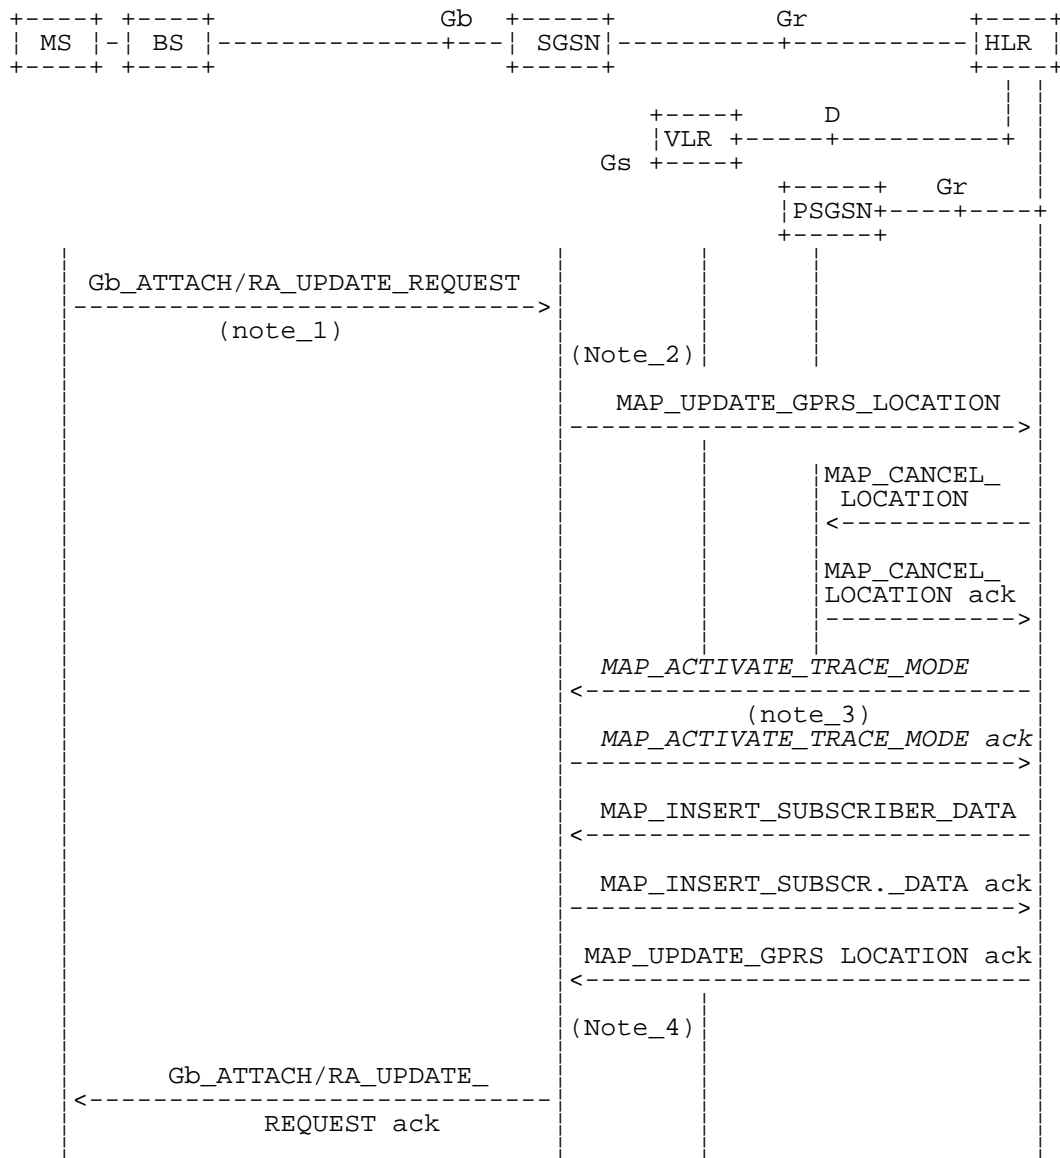 Gb Gr
MS BS SGSN HLR
D
VLR
Gs
Gr
PSGSN
Gb_ATTACH/RA_UPDATE_REQUEST
(note_1)
(Note_2)
MAP_UPDATE_GPRS_LOCATION
MAP_CANCEL_
LOCATION
MAP_CANCEL_
LOCATION ack
MAP_ACTIVATE_TRACE_MODE
(note_3)
MAP_ACTIVATE_TRACE_MODE ack
MAP_INSERT_SUBSCRIBER_DATA
MAP_INSERT_SUBSCR._DATA ack
MAP_UPDATE_GPRS LOCATION ack
(Note_4)
Gb_ATTACH/RA_UPDATE_
REQUEST ack